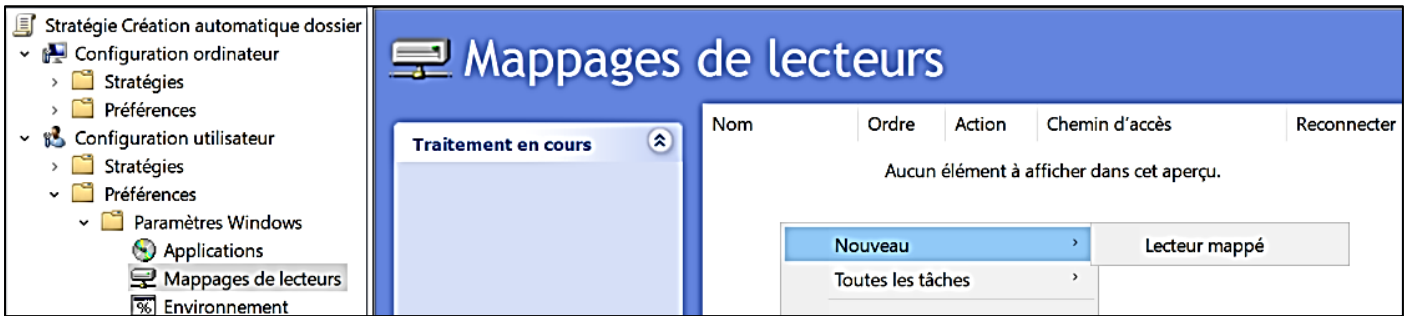 Stratégie Création automatique dossier
Configuration ordinateur
Stratégies
Préférences
Configuration utilisateur
Stratégies
Préférences
Paramètres Windows
Applications
Mappages de lecteurs
Environnement
Mappages de lecteurs
Traitement en cours
Nom Ordre Action Chemin d'accès Reconnecter
Aucun élément à afficher dans cet aperçu.
Nouveau Lecteur mappé
Toutes les tâches